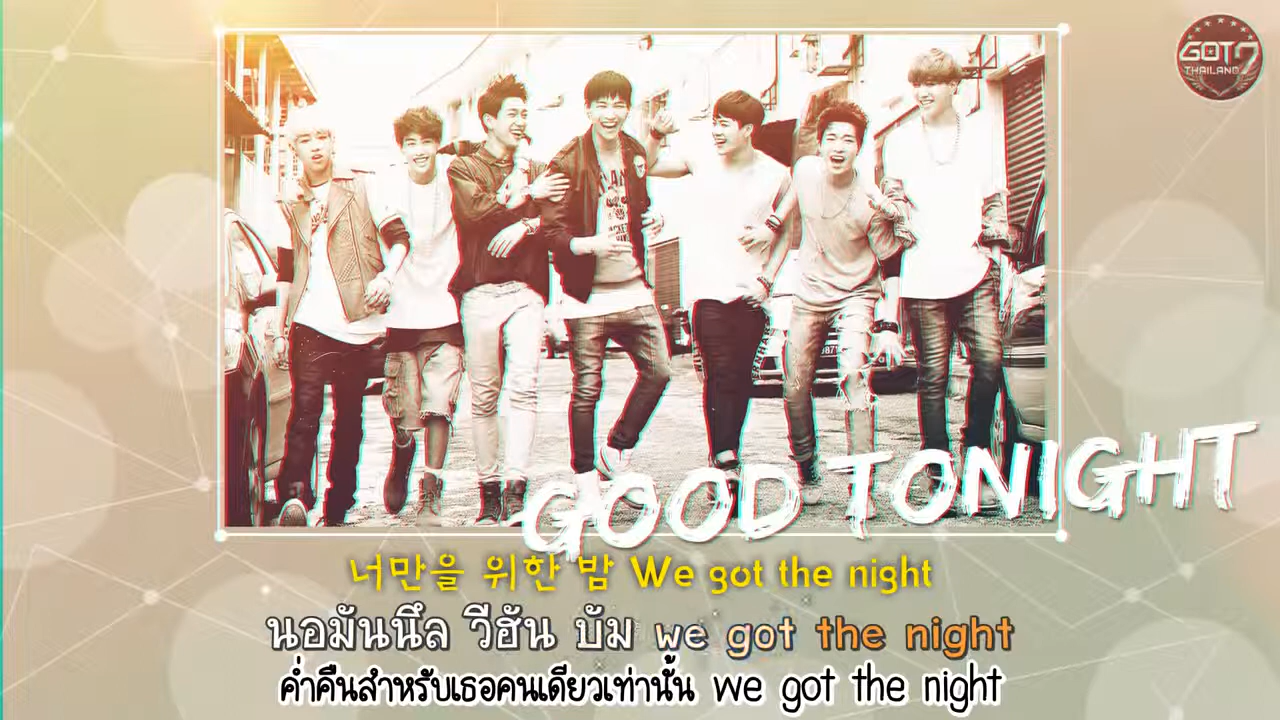 GOT7
THAILAND
GOOD TONIGHT
너만을 위한 밤 We got the night
นอมันนึล วีฮัน บัม we got the night
ค่ำคืนสำหรับเธอคนเดียวเท่านั้น we got the night